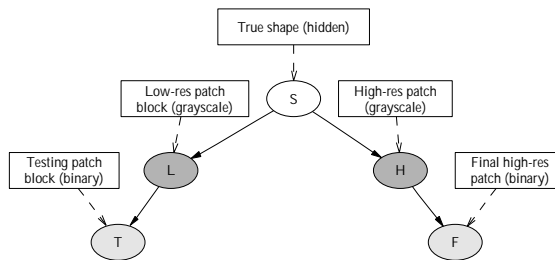 True shape (hidden)
Low-res patch
block (grayscale)
S
High-res patch
(grayscale)
Testing patch
block (binary)
L
H
Final high-res
patch (binary)
T
F